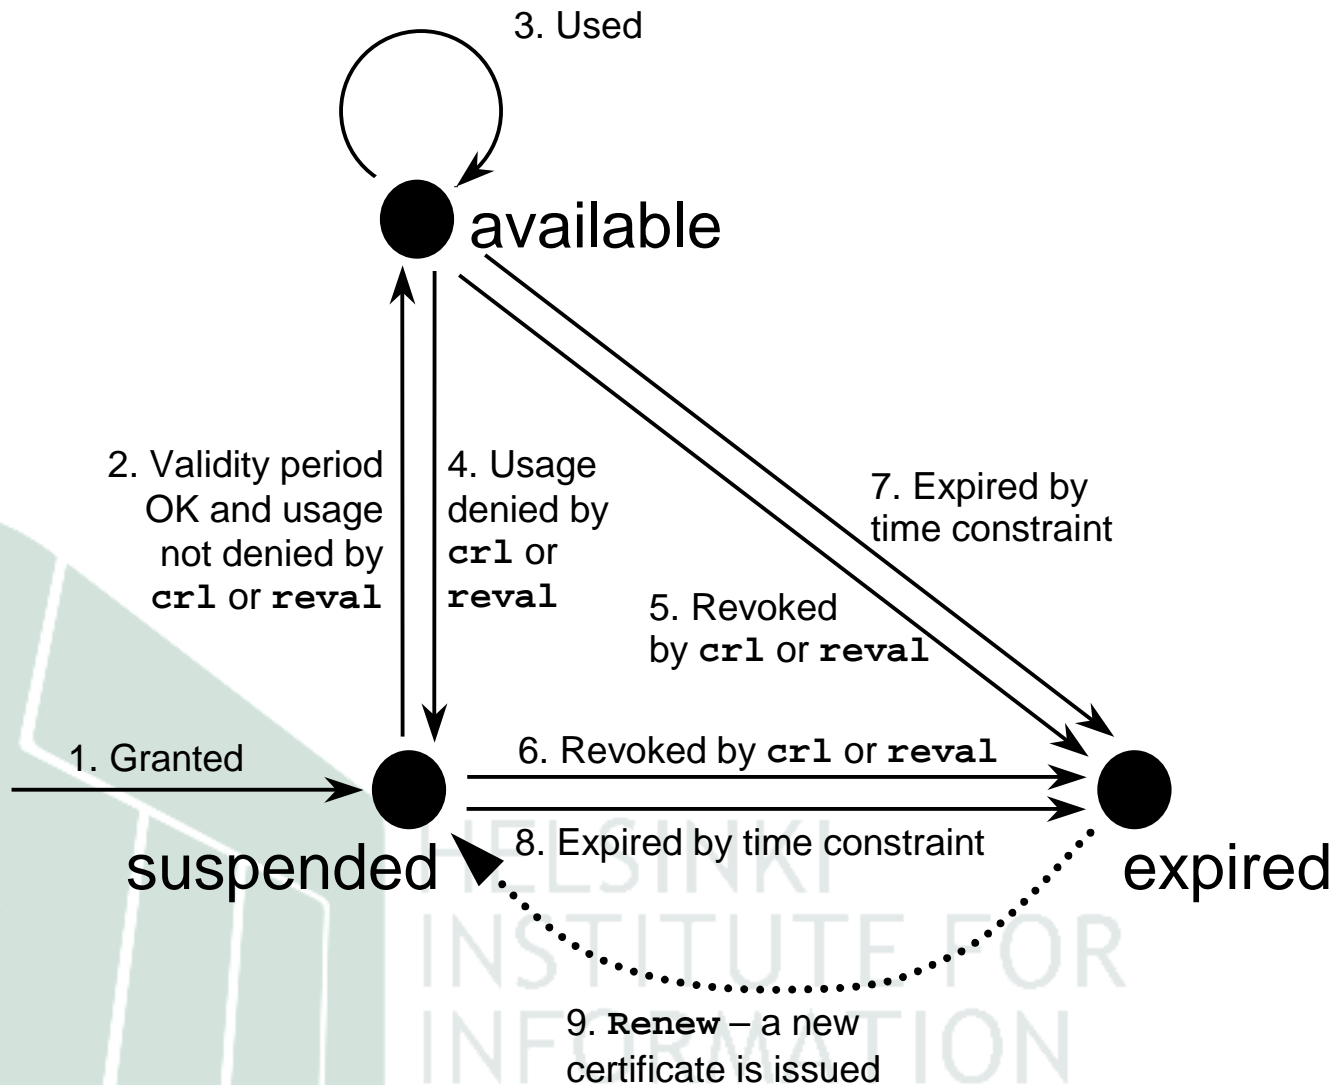 3. Used
available
2. Validity period
OK and usage
not denied by
crl or reval
4. Usage
denied by
crl or
reval
7. Expired by
time constraint
5. Revoked
by crl or reval
1. Granted
6. Revoked by crl or reval
8. Expired by time constraint
suspended
expired
HELSINKI
INSTITUTE FOR
INFORMATION
9. Renew – a new
certificate is issued